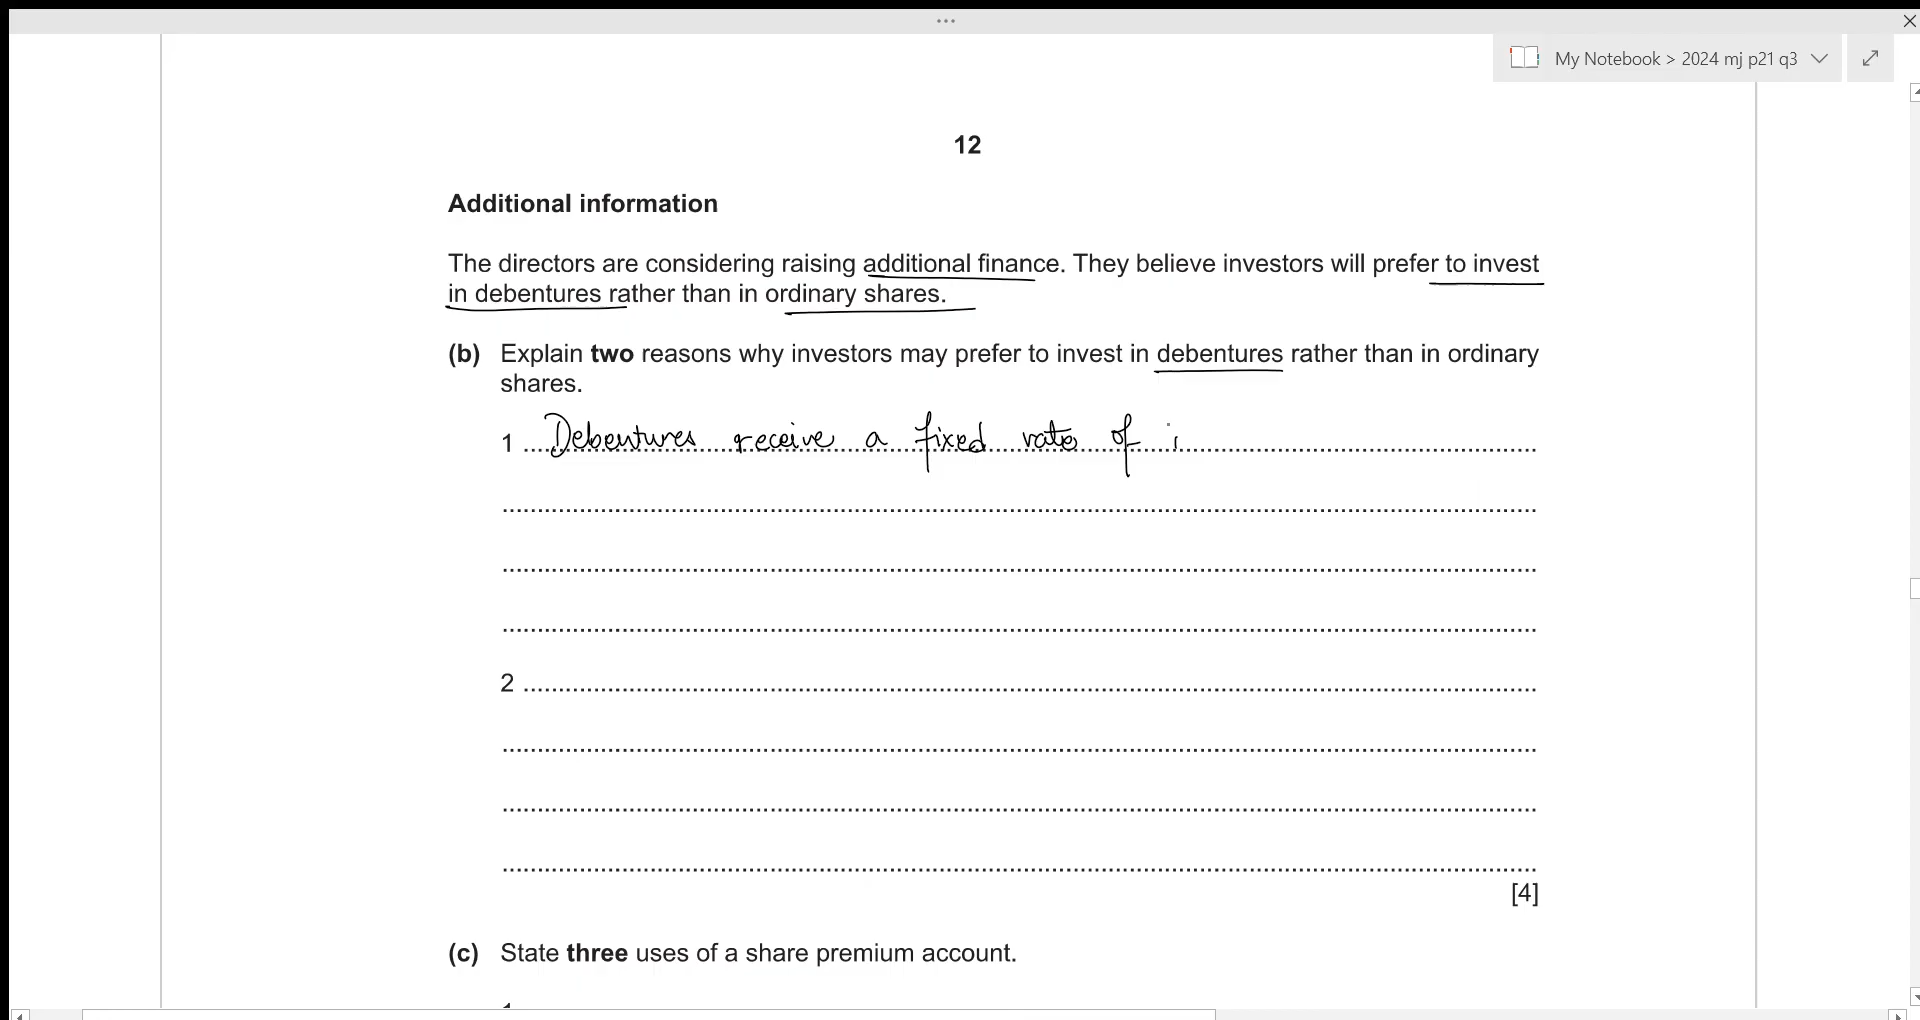 ...
My Notebook > 2024 mj p21 q3
12
Additional information
The directors are considering raising additional finance. They believe investors will prefer to invest
in debentures rather than in ordinary shares.
(b) Explain two reasons why investors may prefer to invest in debentures rather than in ordinary
shares.
1 Debentures receive a fixed rate of i
2
[4]
(c) State three uses of a share premium account.